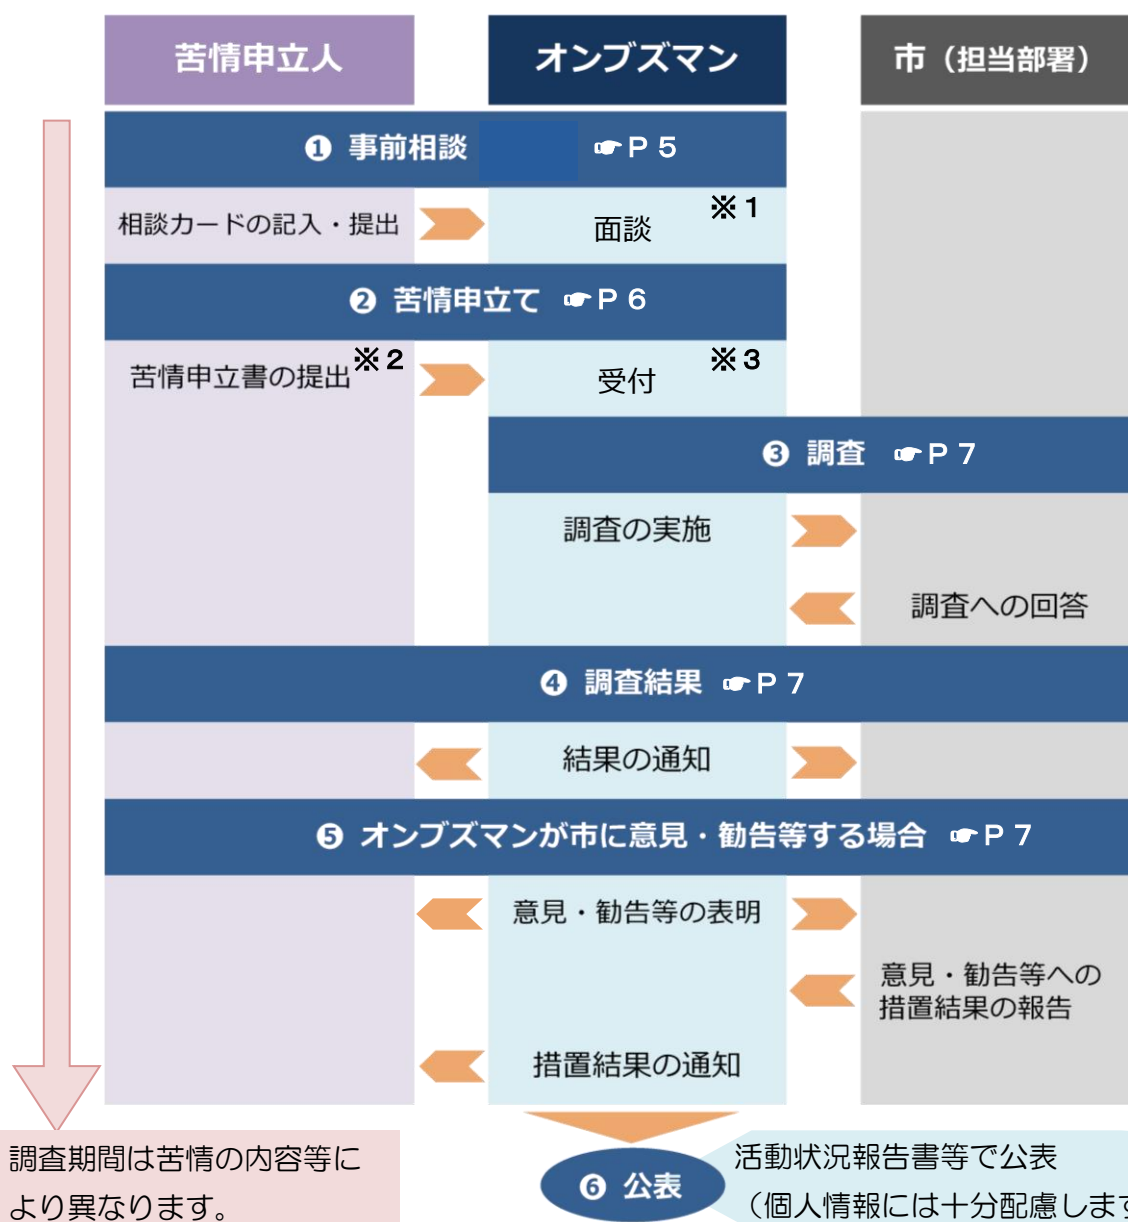 苦情申立人
オンブズマン
市（担当部署）
❶ 事前相談 ☛Ｐ５
相談カードの記入・提出
面談
※１
❷ 苦情申立て ☛Ｐ６
苦情申立書の提出
※２
受付
※３
❸ 調査 ☛Ｐ７
調査の実施
調査への回答
❹ 調査結果 ☛Ｐ７
結果の通知
❺ オンブズマンが市に意見・勧告等する場合 ☛Ｐ７
意見・勧告等の表明
意見・勧告等への
措置結果の報告
措置結果の通知
調査期間は苦情の内容等に
より異なります。
❻ 公表
活動状況報告書等で公表
（個人情報には十分配慮します